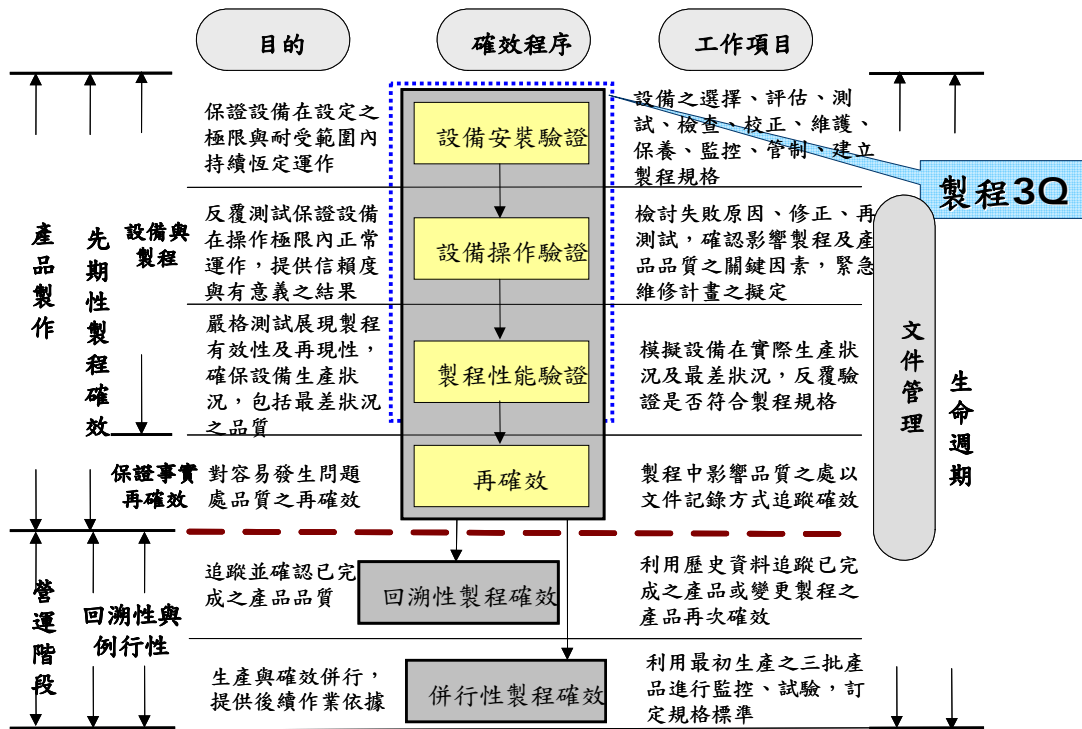 目的
確效程序
工作項目
保證設備在設定之
極限與耐受範圍內
持續恆定運作
設備安裝驗證
設備之選擇、評估、測
試、檢查、校正、維護、
保養、監控、管制、建立
製程規格
製程3Q
產品製作
先期性製程確效
設備與
製程
反覆測試保證設備
在操作極限內正常
運作，提供信賴度
與有意義之結果
設備操作驗證
檢討失敗原因、修正、再
測試，確認影響製程及產
品品質之關鍵因素，緊急
維修計畫之擬定
嚴格測試展現製程
有效性及再現性，
確保設備生產狀
況，包括最差狀況
之品質
製程性能驗證
模擬設備在實際生產狀
況及最差狀況，反覆驗
證是否符合製程規格
文件管理
生命週期
保證事實
再確效
對容易發生問題
處品質之再確效
再確效
製程中影響品質之處以
文件記錄方式追蹤確效
營運階段
回溯性與
例行性
追蹤並確認已完
成之產品品質
回溯性製程確效
利用歷史資料追蹤已完
成之產品或變更製程之
產品再次確效
生產與確效併行，
提供後續作業依據
併行性製程確效
利用最初生產之三批產
品進行監控、試驗，訂
定規格標準